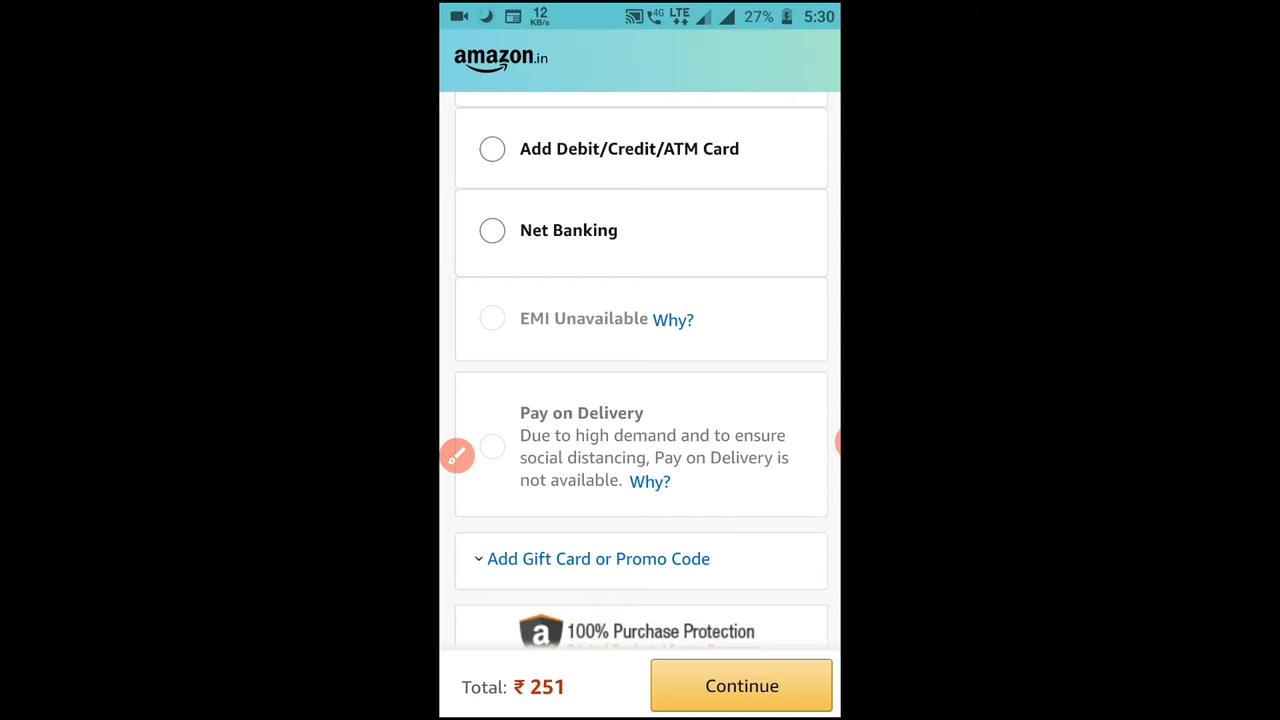 12
KB/s
4G
LTE
27%
5:30
amazon.in
Add Debit/Credit/ATM Card
Net Banking
EMI Unavailable Why?
Pay on Delivery
Due to high demand and to ensure
social distancing, Pay on Delivery is
not available. Why?
Add Gift Card or Promo Code
a
100% Purchase Protection
Total: ₹ 251
Continue